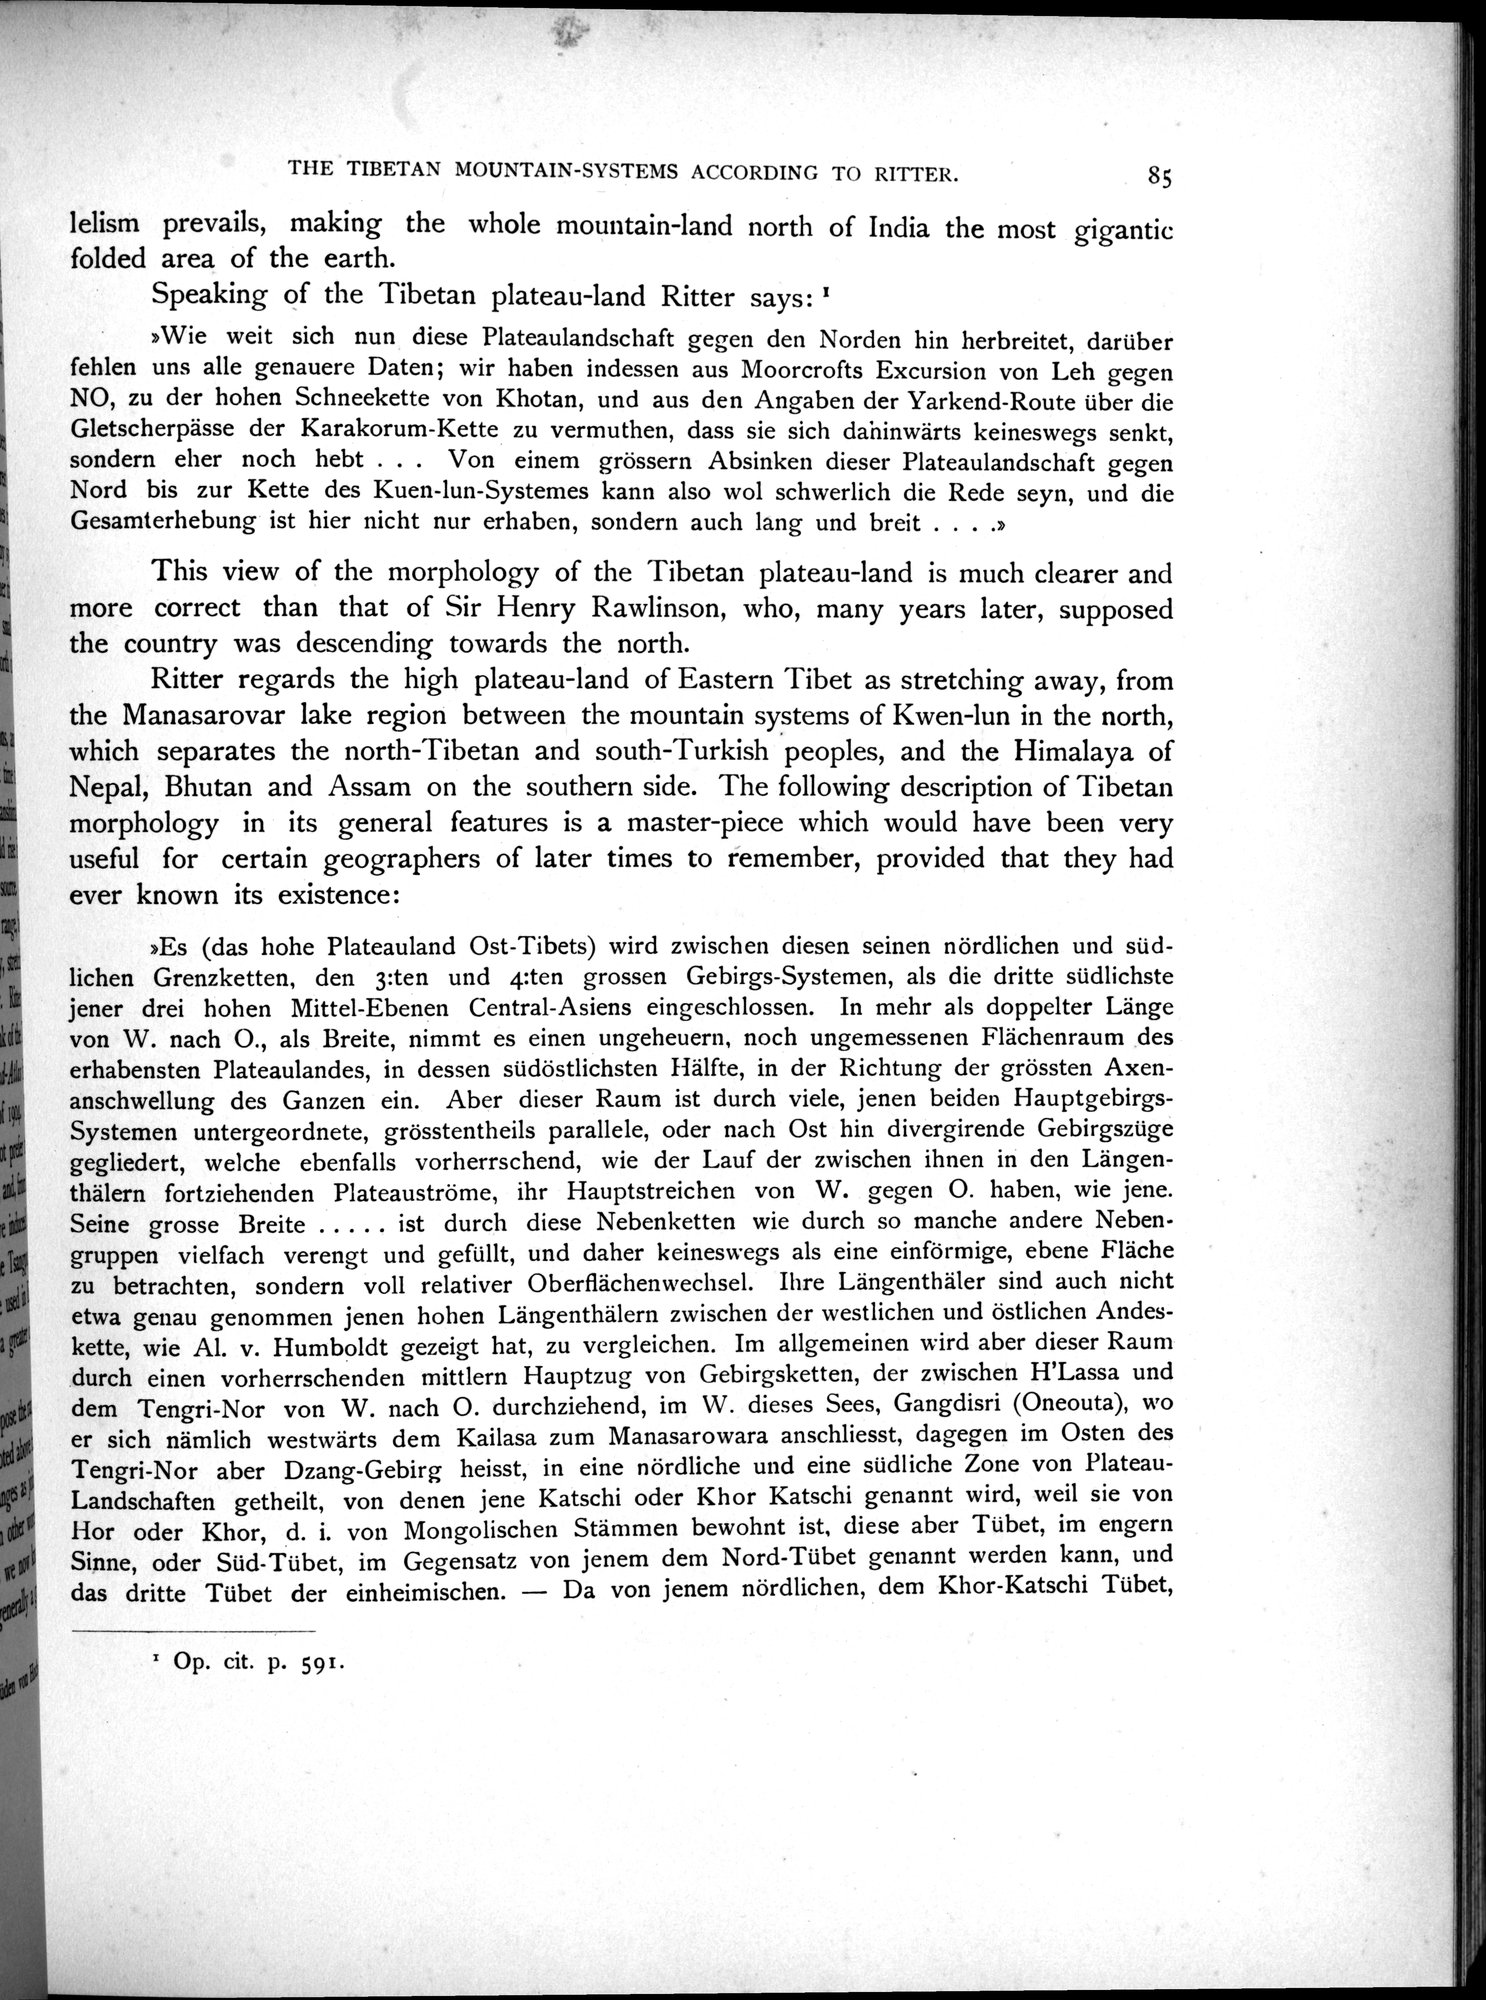 THE TIBETAN MOUNTAIN-SYSTEMS ACCORDING TO RITTER. 85
lelism prevails, making the whole mountain-land north of India the most gigantic
folded area of the earth.
Speaking of the Tibetan plateau-land Ritter says: ¹
»Wie weit sich nun diese Plateaulandschaft gegen den Norden hin herbreitet, darüber
fehlen uns alle genauere Daten; wir haben indessen aus Moorcrofts Excursion von Leh gegen
NO, zu der hohen Schneekette von Khotan, und aus den Angaben der Yarkend-Route über die
Gletscherpässe der Karakorum-Kette zu vermuthen, dass sie sich dahinwärts keineswegs senkt,
sondern eher noch hebt . . . Von einem grössern Absinken dieser Plateaulandschaft gegen
Nord bis zur Kette des Kuen-lun-Systemes kann also wol schwerlich die Rede seyn, und die
Gesamterhebung ist hier nicht nur erhaben, sondern auch lang und breit . . . .»
This view of the morphology of the Tibetan plateau-land is much clearer and
more correct than that of Sir Henry Rawlinson, who, many years later, supposed
the country was descending towards the north.
Ritter regards the high plateau-land of Eastern Tibet as stretching away, from
the Manasarovar lake region between the mountain systems of Kwen-lun in the north,
which separates the north-Tibetan and south-Turkish peoples, and the Himalaya of
Nepal, Bhutan and Assam on the southern side. The following description of Tibetan
morphology in its general features is a master-piece which would have been very
useful for certain geographers of later times to remember, provided that they had
ever known its existence:
»Es (das hohe Plateauland Ost-Tibets) wird zwischen diesen seinen nördlichen und süd-
lichen Grenzketten, den 3:ten und 4:ten grossen Gebirgs-Systemen, als die dritte südlichste
jener drei hohen Mittel-Ebenen Central-Asiens eingeschlossen. In mehr als doppelter Länge
von W. nach O., als Breite, nimmt es einen ungeheuern, noch ungemessenen Flächenraum des
erhabensten Plateaulandes, in dessen südöstlichsten Hälfte, in der Richtung der grössten Axen-
anschwellung des Ganzen ein. Aber dieser Raum ist durch viele, jenen beiden Hauptgebirgs-
Systemen untergeordnete, grösstentheils parallele, oder nach Ost hin divergirende Gebirgszüge
gegliedert, welche ebenfalls vorherrschend, wie der Lauf der zwischen ihnen in den Längen-
thälern fortziehenden Plateauströme, ihr Hauptstreichen von W. gegen O. haben, wie jene.
Seine grosse Breite . . . . . ist durch diese Nebenketten wie durch so manche andere Neben-
gruppen vielfach verengt und gefüllt, und daher keineswegs als eine einförmige, ebene Fläche
zu betrachten, sondern voll relativer Oberflächenwechsel. Ihre Längenthäler sind auch nicht
etwa genau genommen jenen hohen Längenthälern zwischen der westlichen und östlichen Andes-
kette, wie Al. v. Humboldt gezeigt hat, zu vergleichen. Im allgemeinen wird aber dieser Raum
durch einen vorherrschenden mittlern Hauptzug von Gebirgsketten, der zwischen H'Lassa und
dem Tengri-Nor von W. nach O. durchziehend, im W. dieses Sees, Gangdisri (Oneouta), wo
er sich nämlich westwärts dem Kailasa zum Manasarowara anschliesst, dagegen im Osten des
Tengri-Nor aber Dzang-Gebirg heisst, in eine nördliche und eine südliche Zone von Plateau-
Landschaften getheilt, von denen jene Katschi oder Khor Katschi genannt wird, weil sie von
Hor oder Khor, d. i. von Mongolischen Stämmen bewohnt ist, diese aber Tübet, im engern
Sinne, oder Süd-Tübet, im Gegensatz von jenem dem Nord-Tübet genannt werden kann, und
das dritte Tübet der einheimischen. — Da von jenem nördlichen, dem Khor-Katschi Tübet,
¹ Op. cit. p. 591.